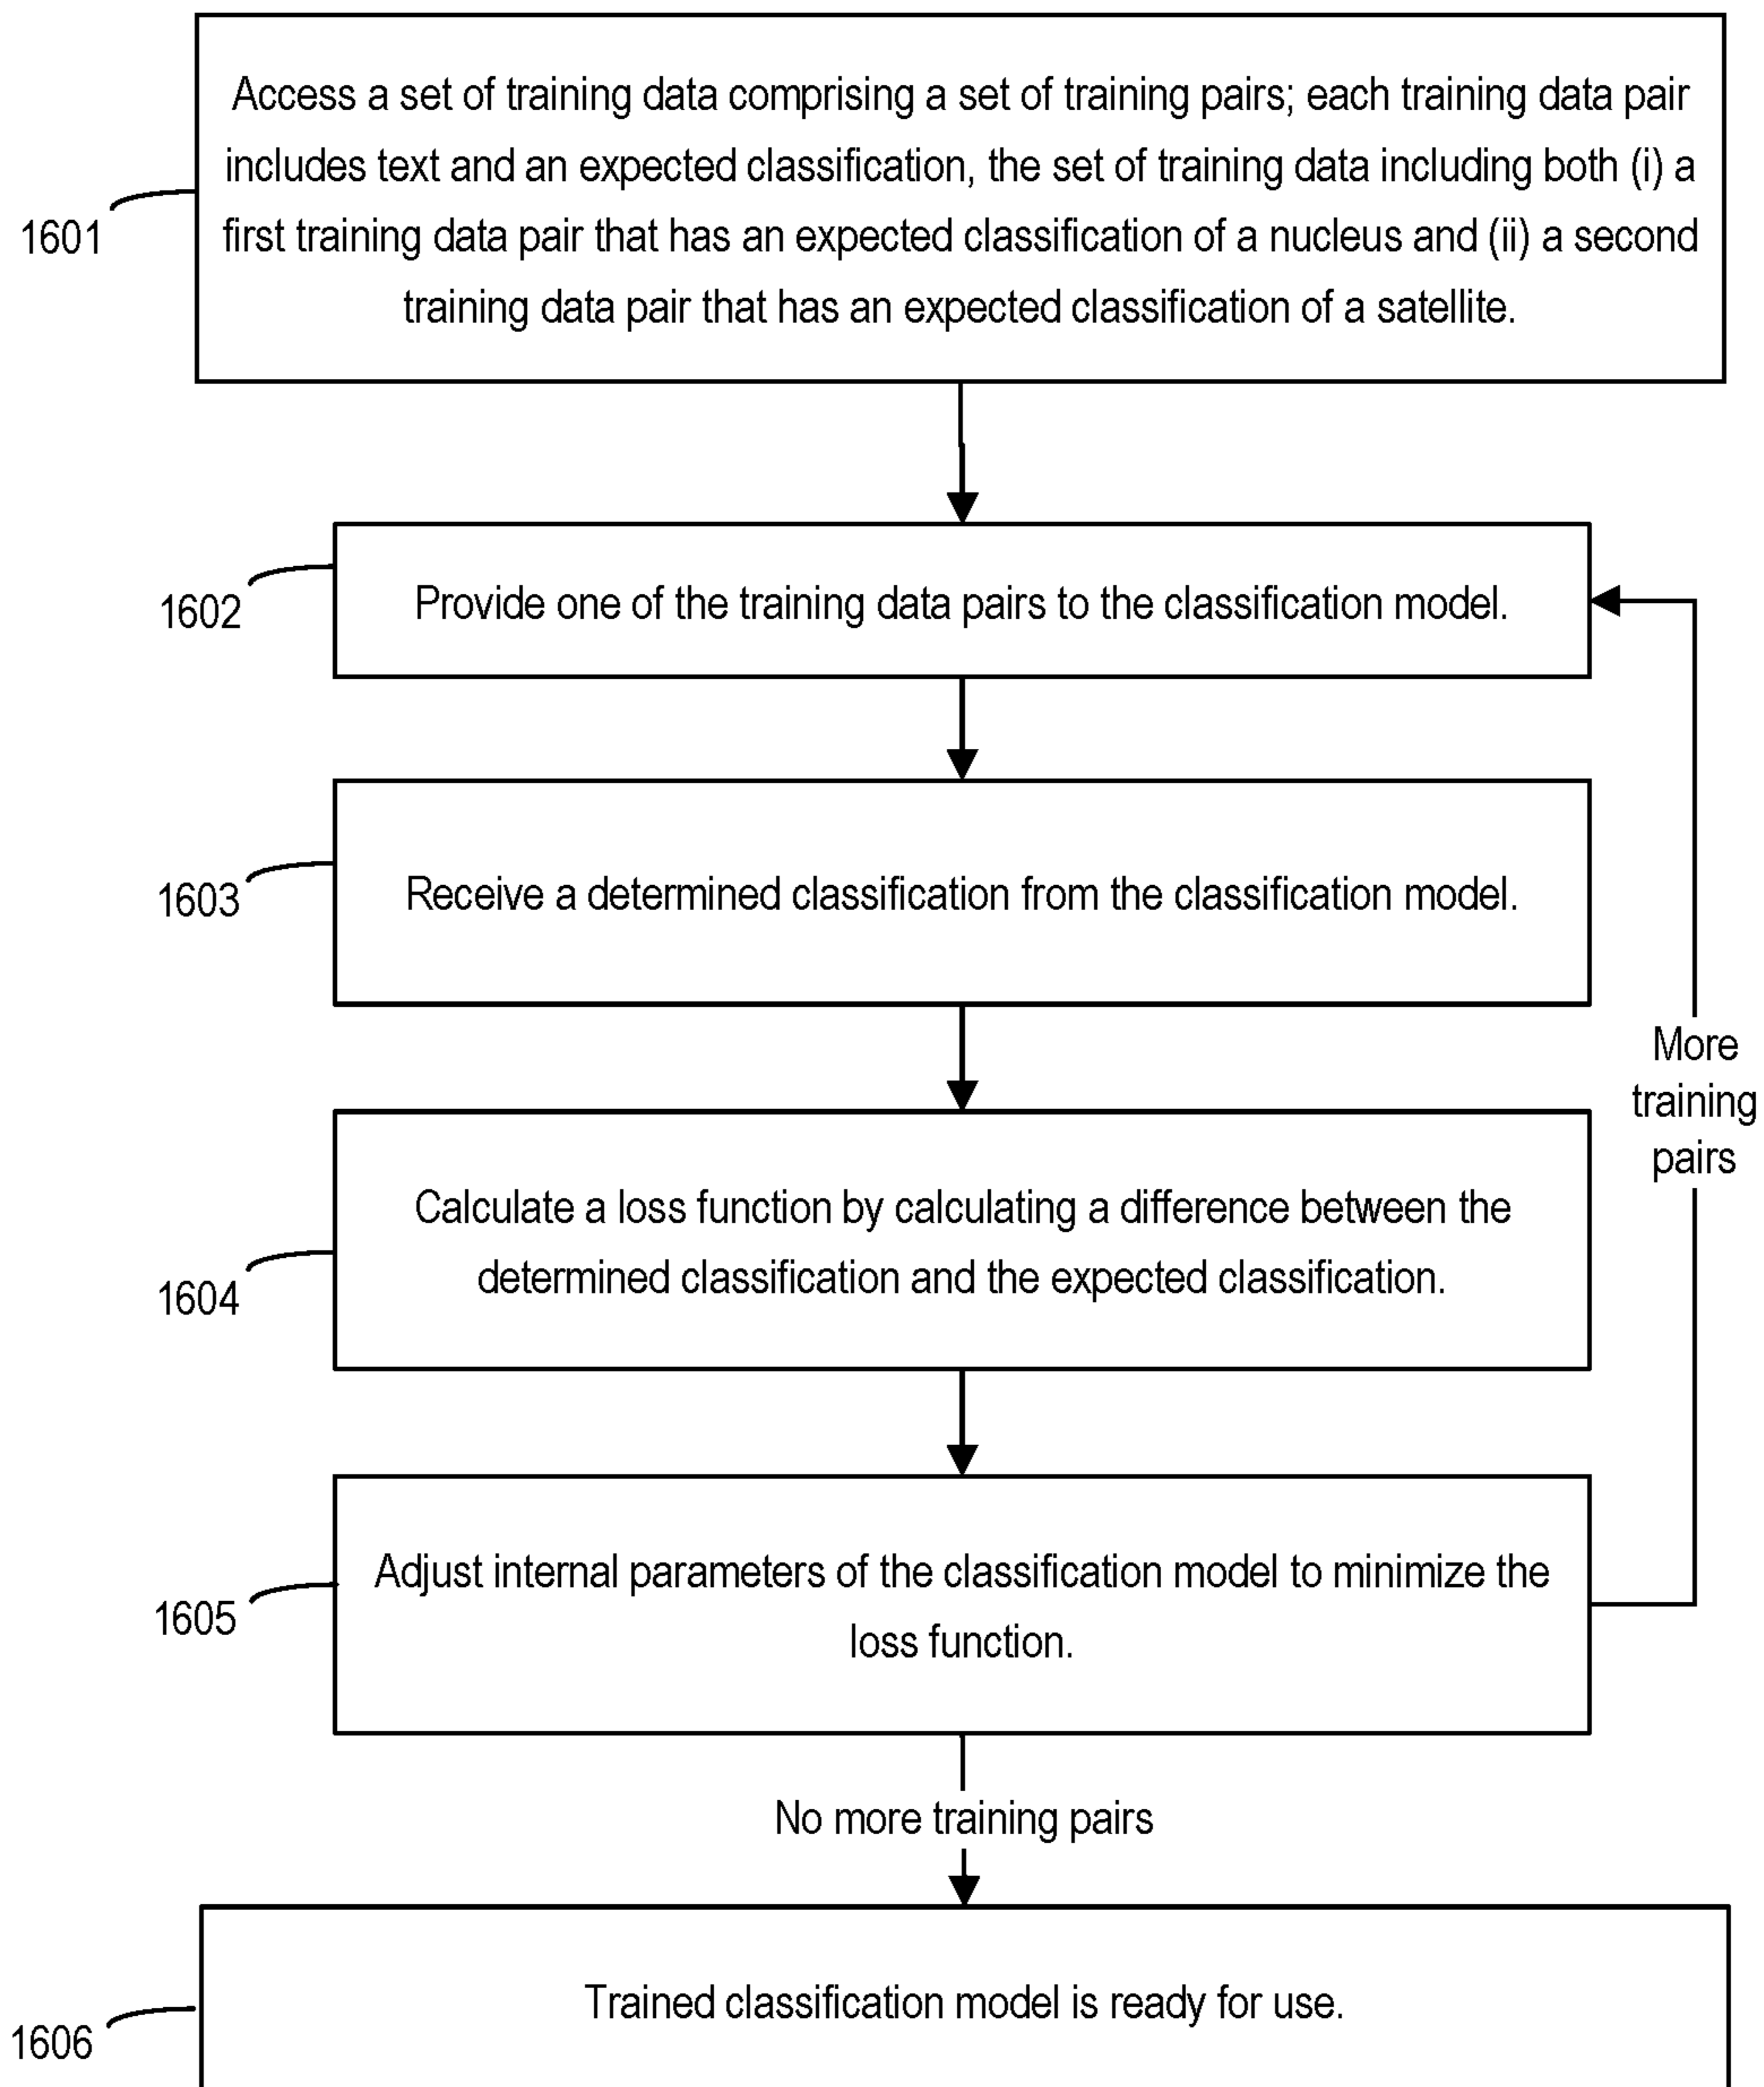 Access a set of training data comprising a set of training pairs; each training data pair
includes text and an expected classification, the set of training data including both (i) a
first training data pair that has an expected classification of a nucleus and (ii) a second
training data pair that has an expected classification of a satellite.
1601
Provide one of the training data pairs to the classification model.
1602
Receive a determined classification from the classification model.
1603
More
training
pairs
Calculate a loss function by calculating a difference between the
determined classification and the expected classification.
1604
Adjust internal parameters of the classification model to minimize the
loss function.
1605
No more training pairs
Trained classification model is ready for use.
1606